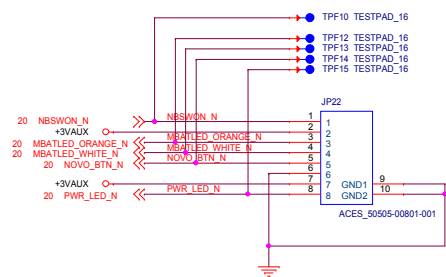 TPF10 TESTPAD_16
TPF12 TESTPAD_16
TPF13 TESTPAD_16
TPF14 TESTPAD_16
TPF15 TESTPAD_16
JP22
20 NBSWON_N NBSWON_N 1 1
+3VAUX 2 2
20 MBATLED_ORANGE_N MBATLED_ORANGE_N 3 3
20 MBATLED_WHITE_N MBATLED_WHITE_N 4 4
20 NOVO_BTN_N NOVO_BTN_N 5 5
6 6
+3VAUX 7 7 GND1 9
20 PWR_LED_N PWR_LED_N 8 8 GND2 10
ACES_50505-00801-001